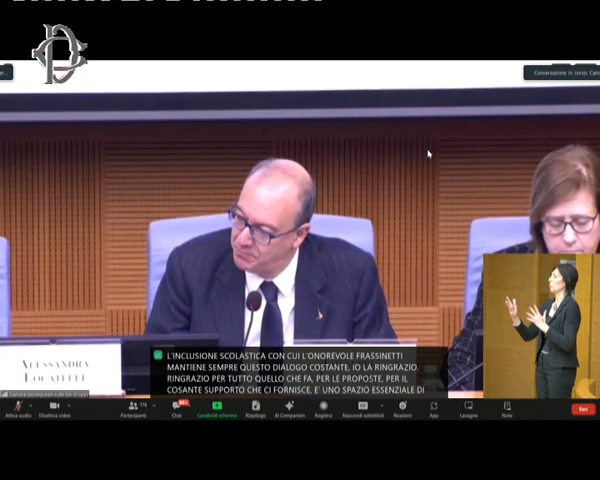 Conversazione in corso: Cam
ALESSANDRA
LOCATELLI
L'INCLUSIONE SCOLASTICA CON CUI L'ONOREVOLE FRASSINETTI
MANTIENE SEMPRE QUESTO DIALOGO COSTANTE, IO LA RINGRAZIO.
RINGRAZIO PER TUTTO QUELLO CHE FA, PER LE PROPOSTE, PER IL
COSANTE SUPPORTO CHE CI FORNISCE, E' UNO SPAZIO ESSENZIALE DI
Attiva audio
Disattiva video
Partecipanti
178
Chat
Condividi schermo
Riepilogo
AI Companion
Registra
Nascondi sottotitoli
Reazioni
App
Lavagne
Note
Esci